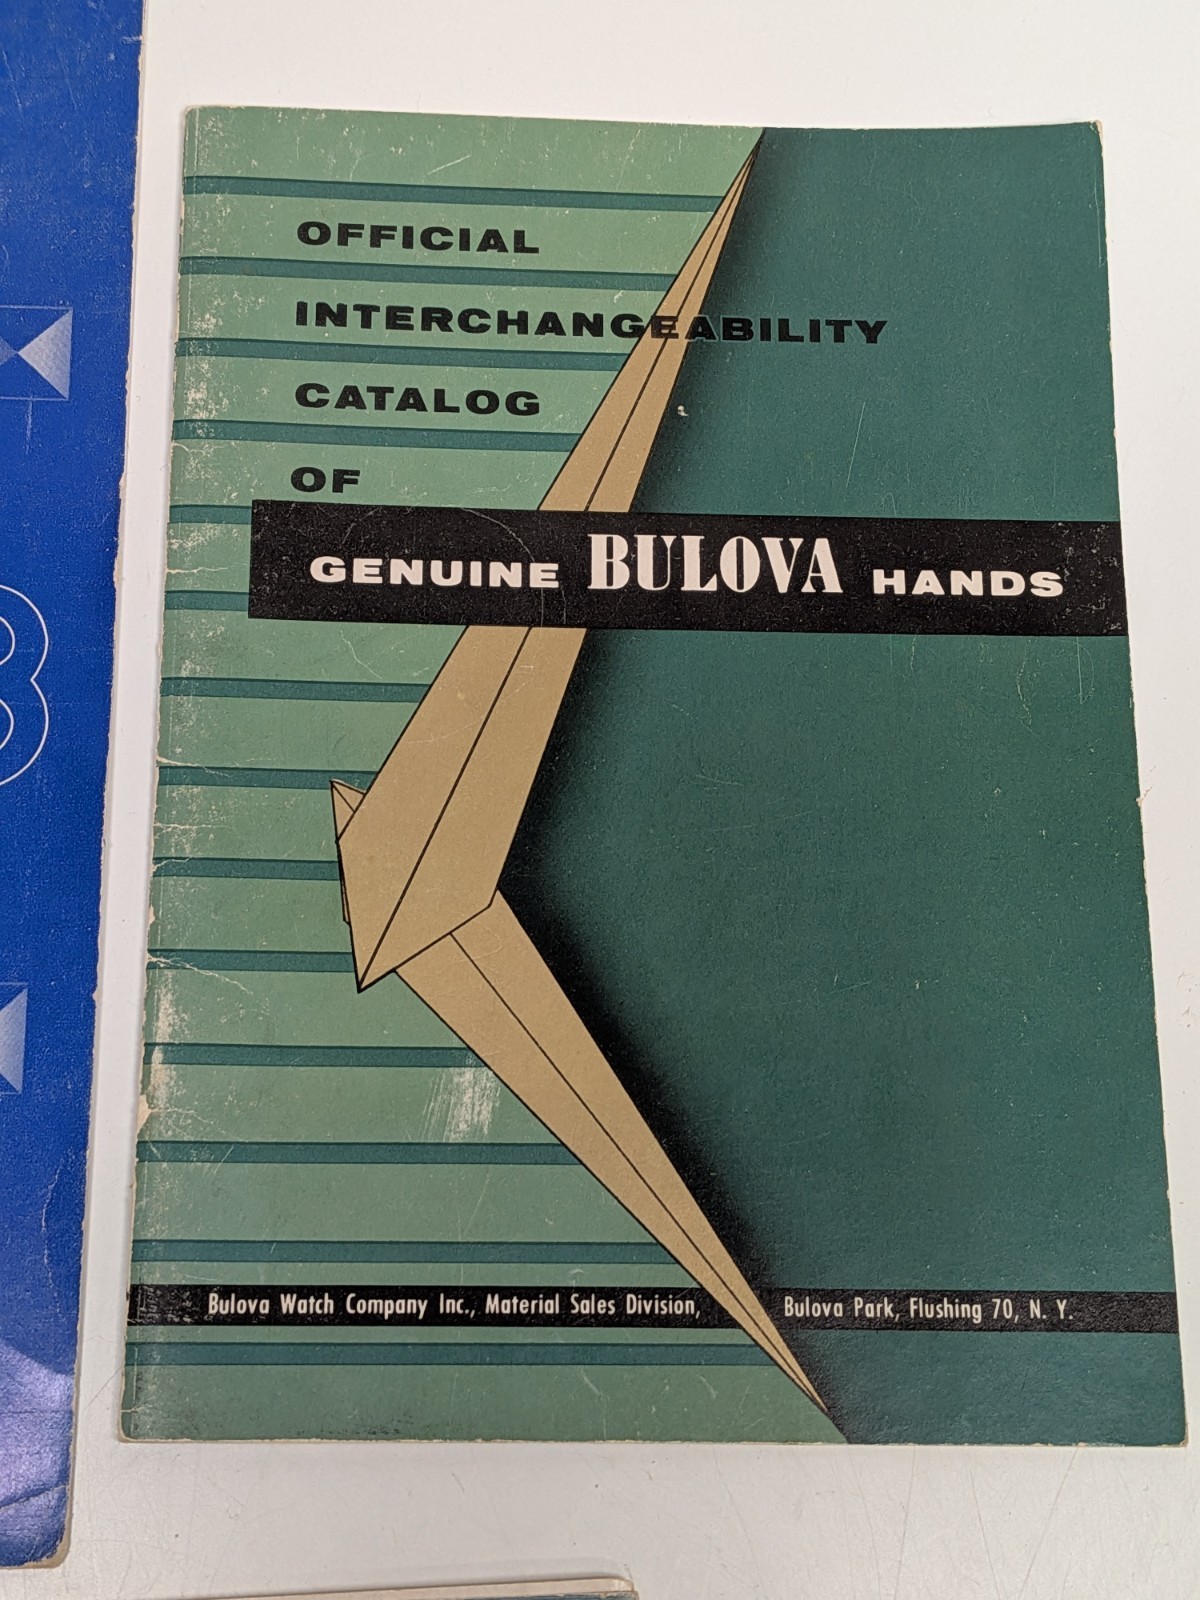 OFFICIAL
INTERCHANGEABILITY
CATALOG
OF
GENUINE BULOVA HANDS
Bulova Watch Company Inc., Material Sales Division, Bulova Park, Flushing 70, N. Y.